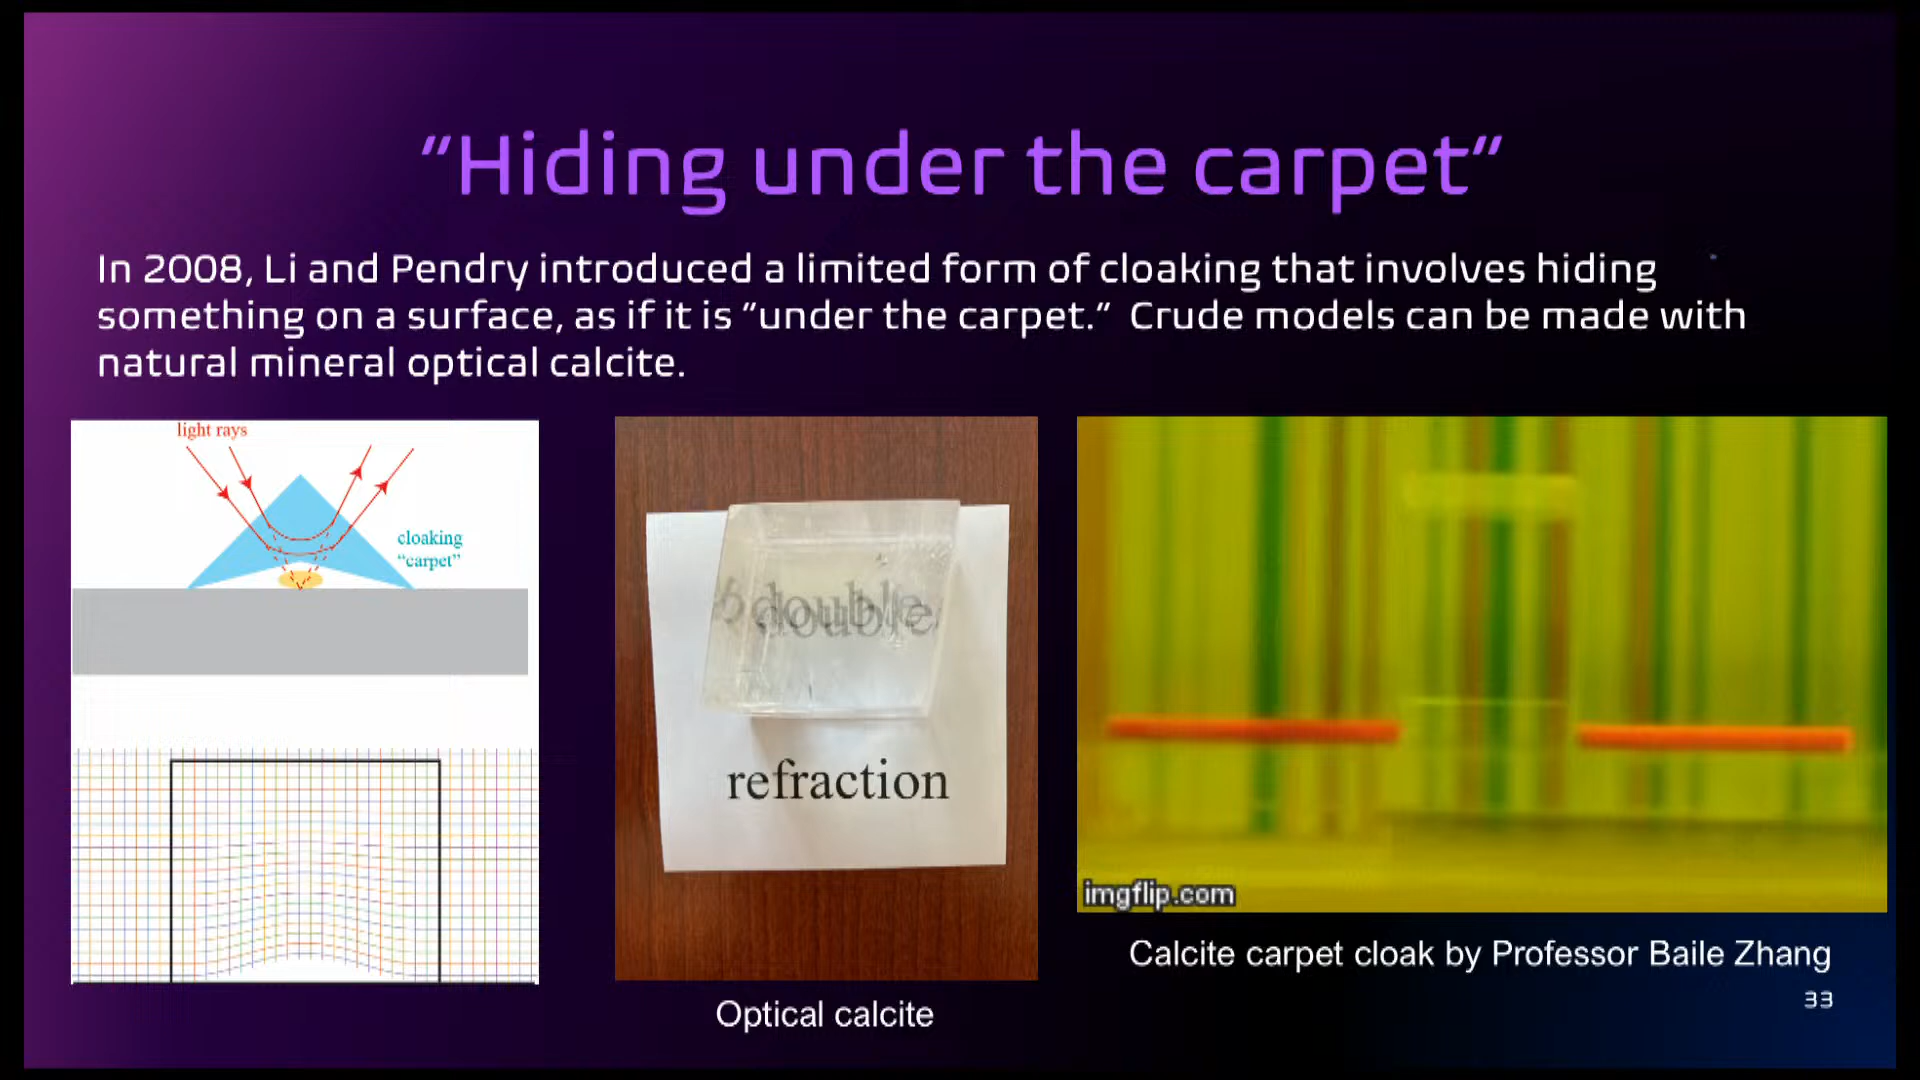 "Hiding under the carpet"
In 2008, Li and Pendry introduced a limited form of cloaking that involves hiding
something on a surface, as if it is "under the carpet."  Crude models can be made with
natural mineral optical calcite.
light rays
cloaking
"carpet"
double
refraction
imgflip.com
Optical calcite
Calcite carpet cloak by Professor Baile Zhang
33